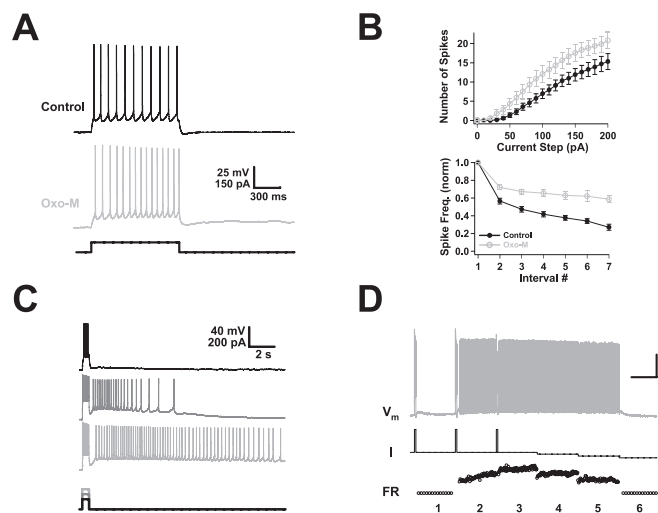 A
Control
Oxo-M
25 mV
150 pA
300 ms
B
Number of Spikes
20
15
10
5
0
0 50 100 150 200
Current Step (pA)
Spike Freq. (norm)
1.0
0.8
0.6
0.4
0.2
0.0
Control
Oxo-M
1 2 3 4 5 6 7
Interval #
C
40 mV
200 pA
2 s
D
Vm
I
FR
1 2 3 4 5 6